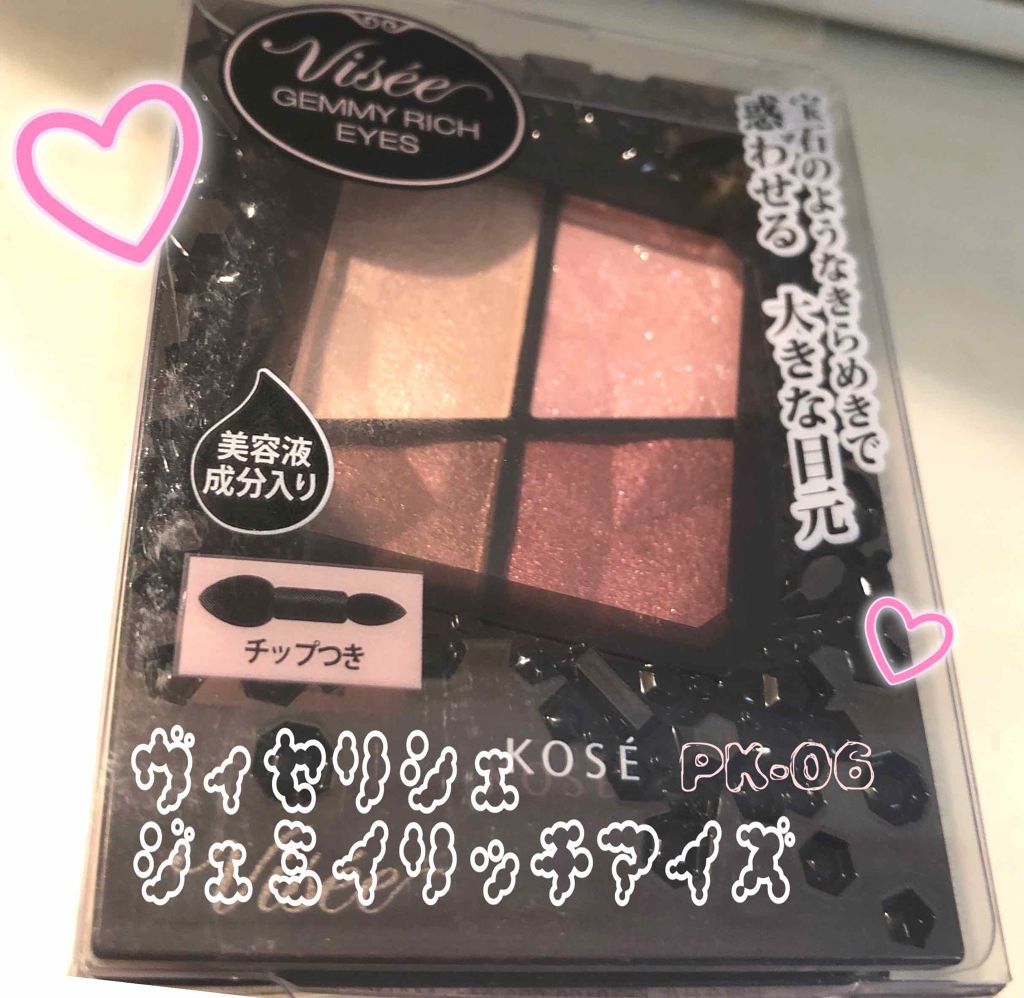 Visée
GEMMY RICH
EYES
宝石のようなきらめきで
惑わせる 大きな目元
美容液
成分入り
チップつき
KOSÉ
PK-06
ヴィセリシェ
ジェミィリッチアイズ
Visée